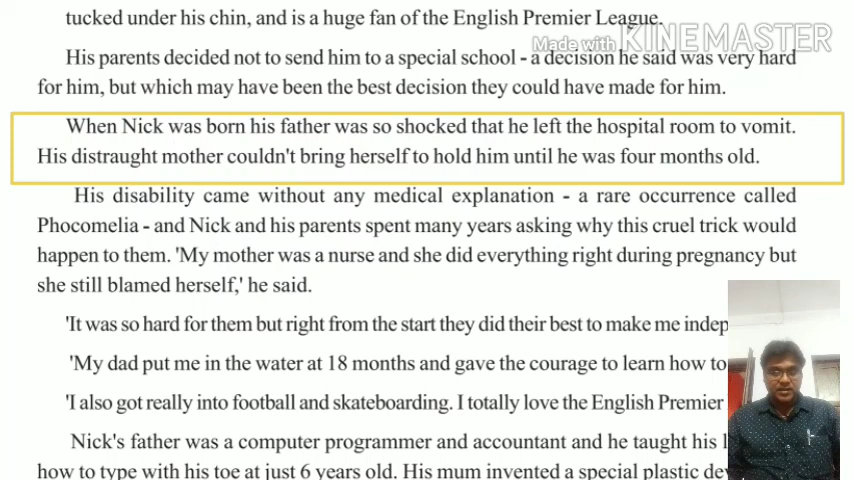 tucked under his chin, and is a huge fan of the English Premier League.
Made with KINEMASTER
His parents decided not to send him to a special school - a decision he said was very hard
for him, but which may have been the best decision they could have made for him.
When Nick was born his father was so shocked that he left the hospital room to vomit.
His distraught mother couldn't bring herself to hold him until he was four months old.
His disability came without any medical explanation - a rare occurrence called
Phocomelia - and Nick and his parents spent many years asking why this cruel trick would
happen to them. 'My mother was a nurse and she did everything right during pregnancy but
she still blamed herself,' he said.
'It was so hard for them but right from the start they did their best to make me indep
'My dad put me in the water at 18 months and gave the courage to learn how to
'I also got really into football and skateboarding. I totally love the English Premier
Nick's father was a computer programmer and accountant and he taught his l
how to type with his toe at just 6 years old. His mum invented a special plastic dev